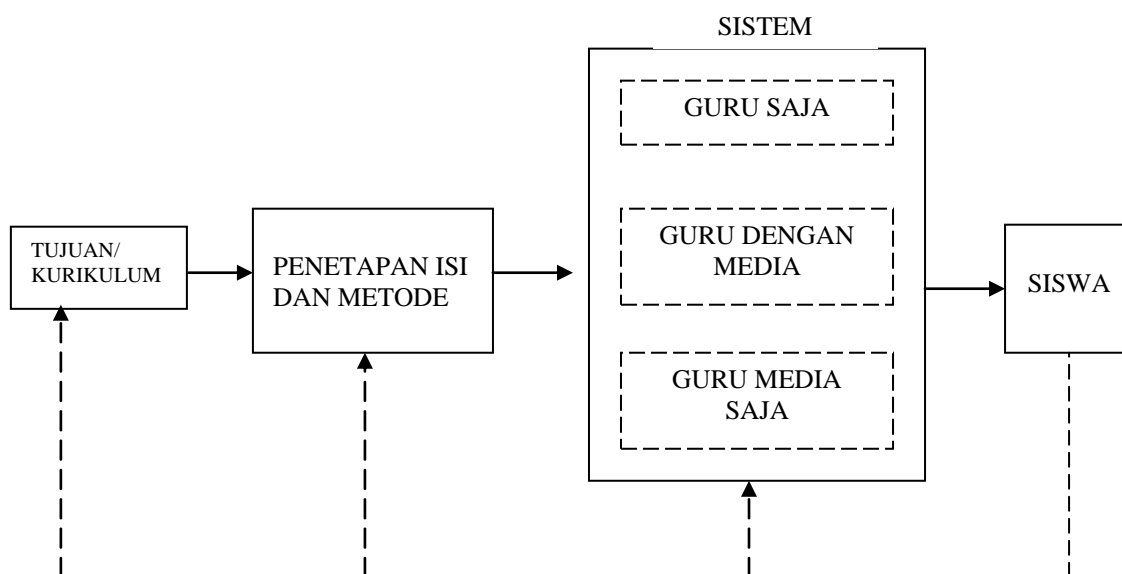 SISTEM
GURU SAJA
TUJUAN/
KURIKULUM
PENETAPAN ISI
DAN METODE
GURU DENGAN
MEDIA
GURU MEDIA
SAJA
SISWA